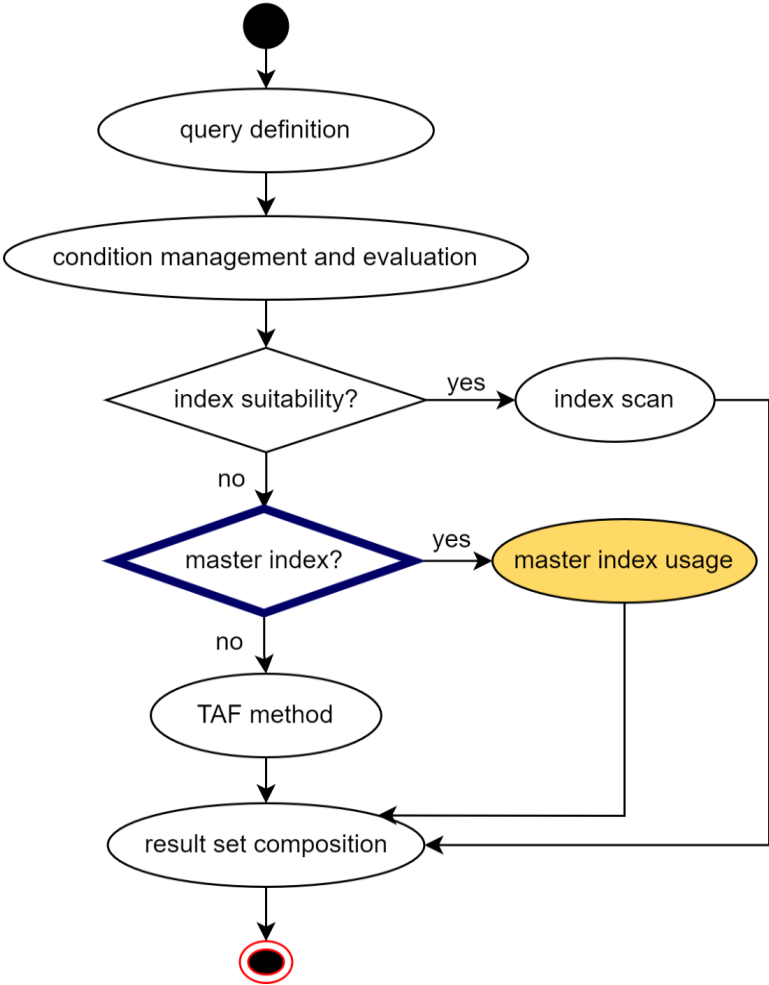 query definition
condition management and evaluation
index suitability?
yes
index scan
no
master index?
yes
master index usage
no
TAF method
result set composition